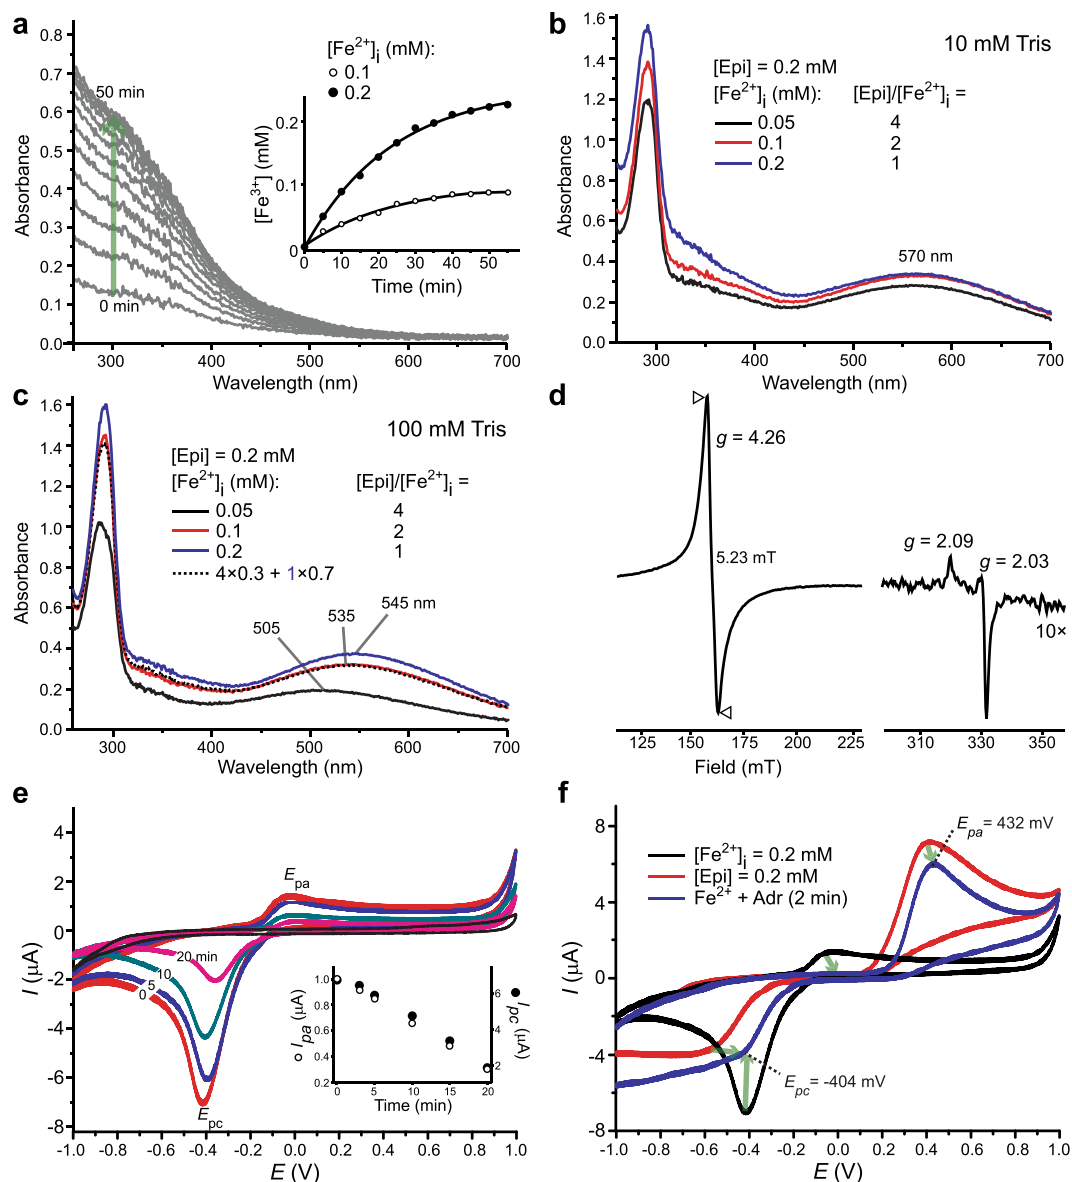 a
0.8
0.7
0.6
0.5
0.4
0.3
0.2
0.1
0.0
Absorbance
50 min
0 min
300
400
500
600
700
Wavelength (nm)
[Fe2+]i (mM):
0.1
0.2
0.2
0.1
0
[Fe3+] (mM)
0 10 20 30 40 50
Time (min)
b
1.6
1.4
1.2
1.0
0.8
0.6
0.4
0.2
0.0
Absorbance
10 mM Tris
[Epi] = 0.2 mM
[Fe2+]i (mM): [Epi]/[Fe2+]i =
0.05 4
0.1 2
0.2 1
570 nm
300 400 500 600 700
Wavelength (nm)
c
1.6
1.4
1.2
1.0
0.8
0.6
0.4
0.2
0.0
Absorbance
100 mM Tris
[Epi] = 0.2 mM
[Fe2+]i (mM): [Epi]/[Fe2+]i =
0.05 4
0.1 2
0.2 1
4×0.3 + 1×0.7
505
535
545 nm
300 400 500 600 700
Wavelength (nm)
d
g = 4.26
5.23 mT
g = 2.09
g = 2.03
10×
125 150 175 200 225
310 330 350
Field (mT)
e
4
2
0
-2
-4
-6
-8
I (μA)
Epa
20 min
10
5
0
Epc
1.0
0.8
0.6
0.4
0.2
Ipa (μA)
6
4
2
Ipc (μA)
0 5 10 15 20
Time (min)
-1.0 -0.8 -0.6 -0.4 -0.2 0.0 0.2 0.4 0.6 0.8 1.0
E (V)
f
8
4
0
-4
-8
I (μA)
[Fe2+]i = 0.2 mM
[Epi] = 0.2 mM
Fe2+ + Adr (2 min)
Epa= 432 mV
Epc= -404 mV
-1.0 -0.8 -0.6 -0.4 -0.2 0.0 0.2 0.4 0.6 0.8 1.0
E (V)